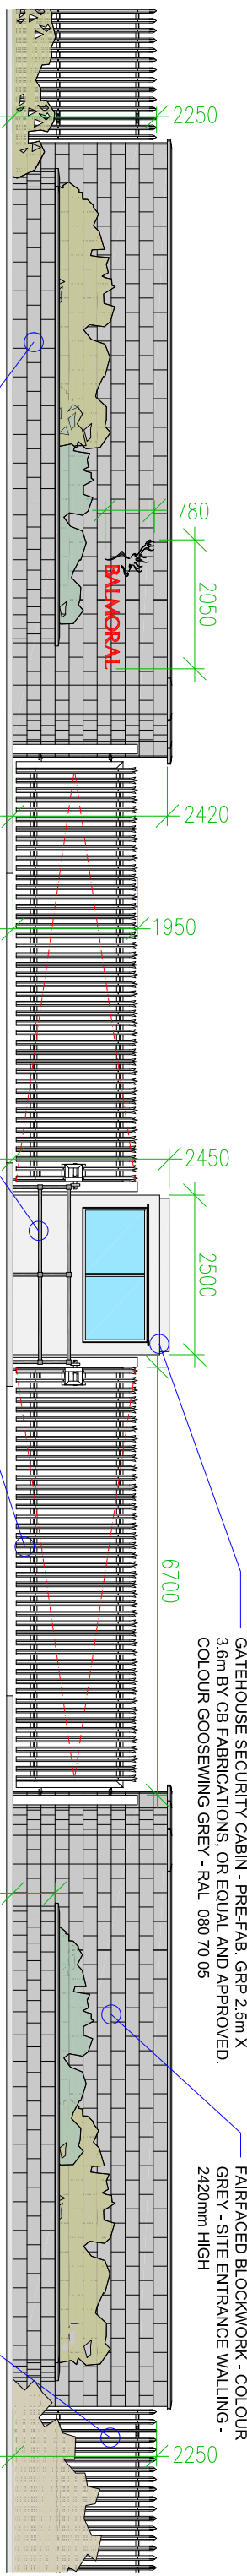 2250
780
2050
BALMORAL
2420
1950
2450
2500
6700
GATEHOUSE SECURITY CABIN - PRE-FAB. GRP 2.5m X
3.6m BY CB FABRICATIONS, OR EQUAL AND APPROVED.
COLOUR GOOSEWING GREY - RAL 080 70 05
FAIRFACED BLOCKWORK - COLOUR
GREY - SITE ENTRANCE WALLING -
2420mm HIGH
2250